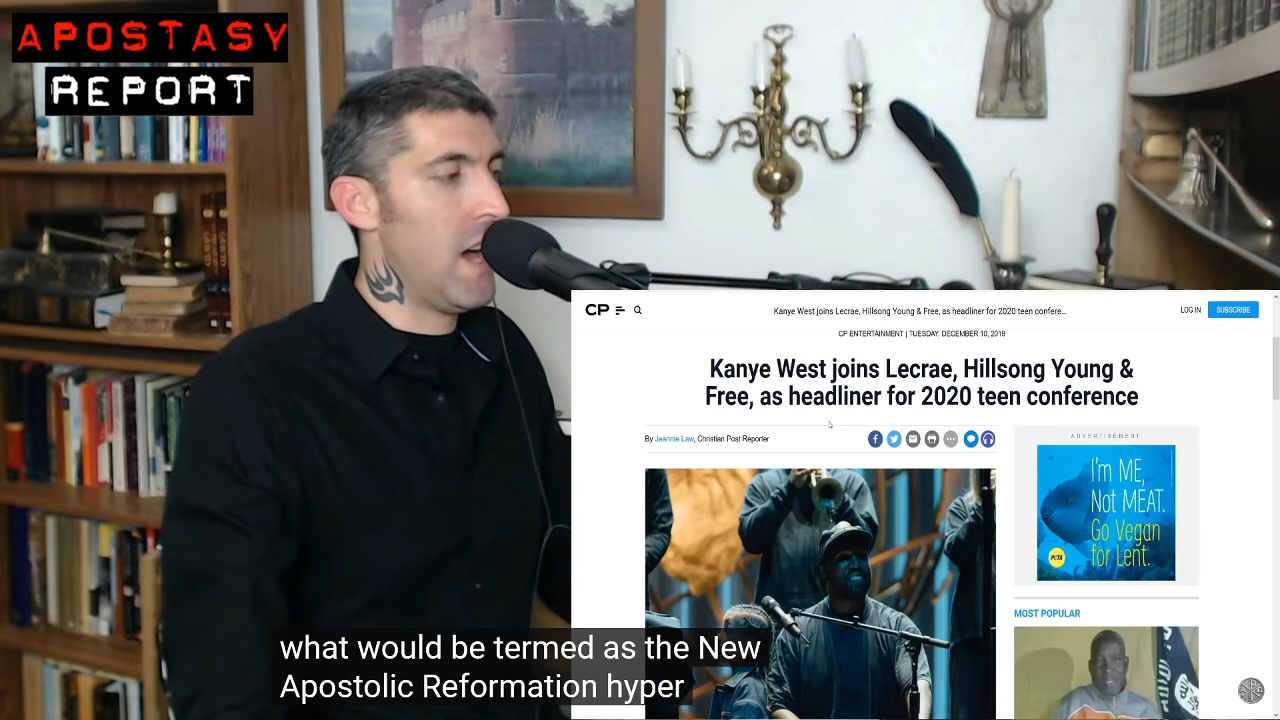 APOSTASY
REPORT
CP
Kanye West joins Lecrae, Hillsong Young & Free, as headliner for 2020 teen confere...
LOG IN
SUBSCRIBE
CP ENTERTAINMENT | TUESDAY, DECEMBER 10, 2019
Kanye West joins Lecrae, Hillsong Young &
Free, as headliner for 2020 teen conference
By Jeannie Law, Christian Post Reporter
ADVERTISEMENT
I'm ME,
Not MEAT.
Go Vegan
for Lent.
PETA
MOST POPULAR
what would be termed as the New
Apostolic Reformation hyper